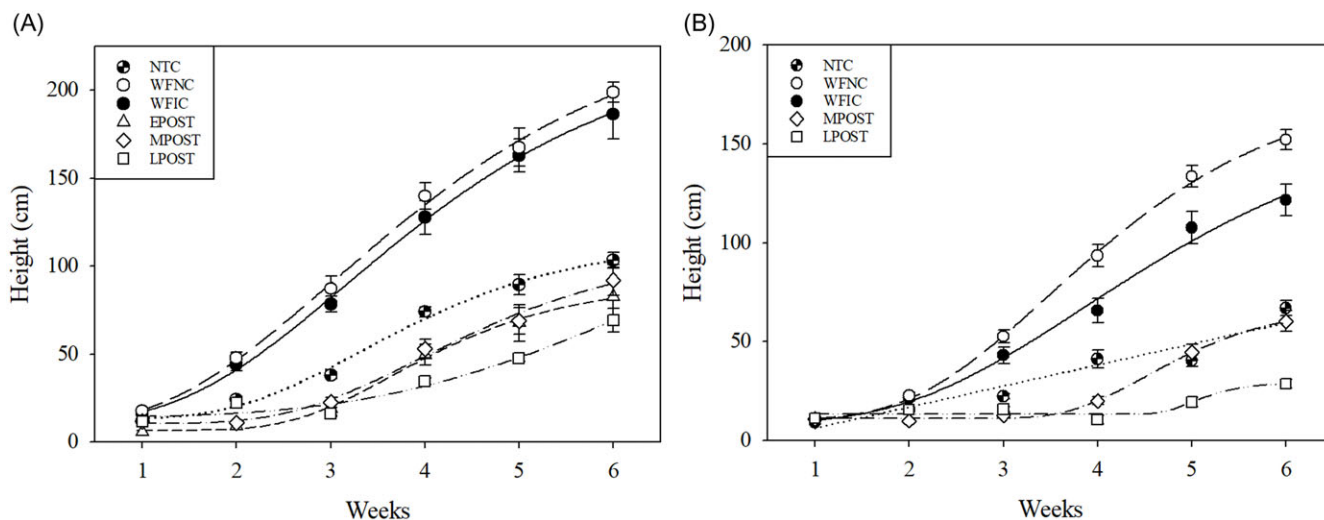 (A)
200
150
100
50
0
Height (cm)
NTC
WFNC
WFIC
EPOST
MPOST
LPOST
1 2 3 4 5 6
Weeks
(B)
200
150
100
50
0
Height (cm)
NTC
WFNC
WFIC
MPOST
LPOST
1 2 3 4 5 6
Weeks